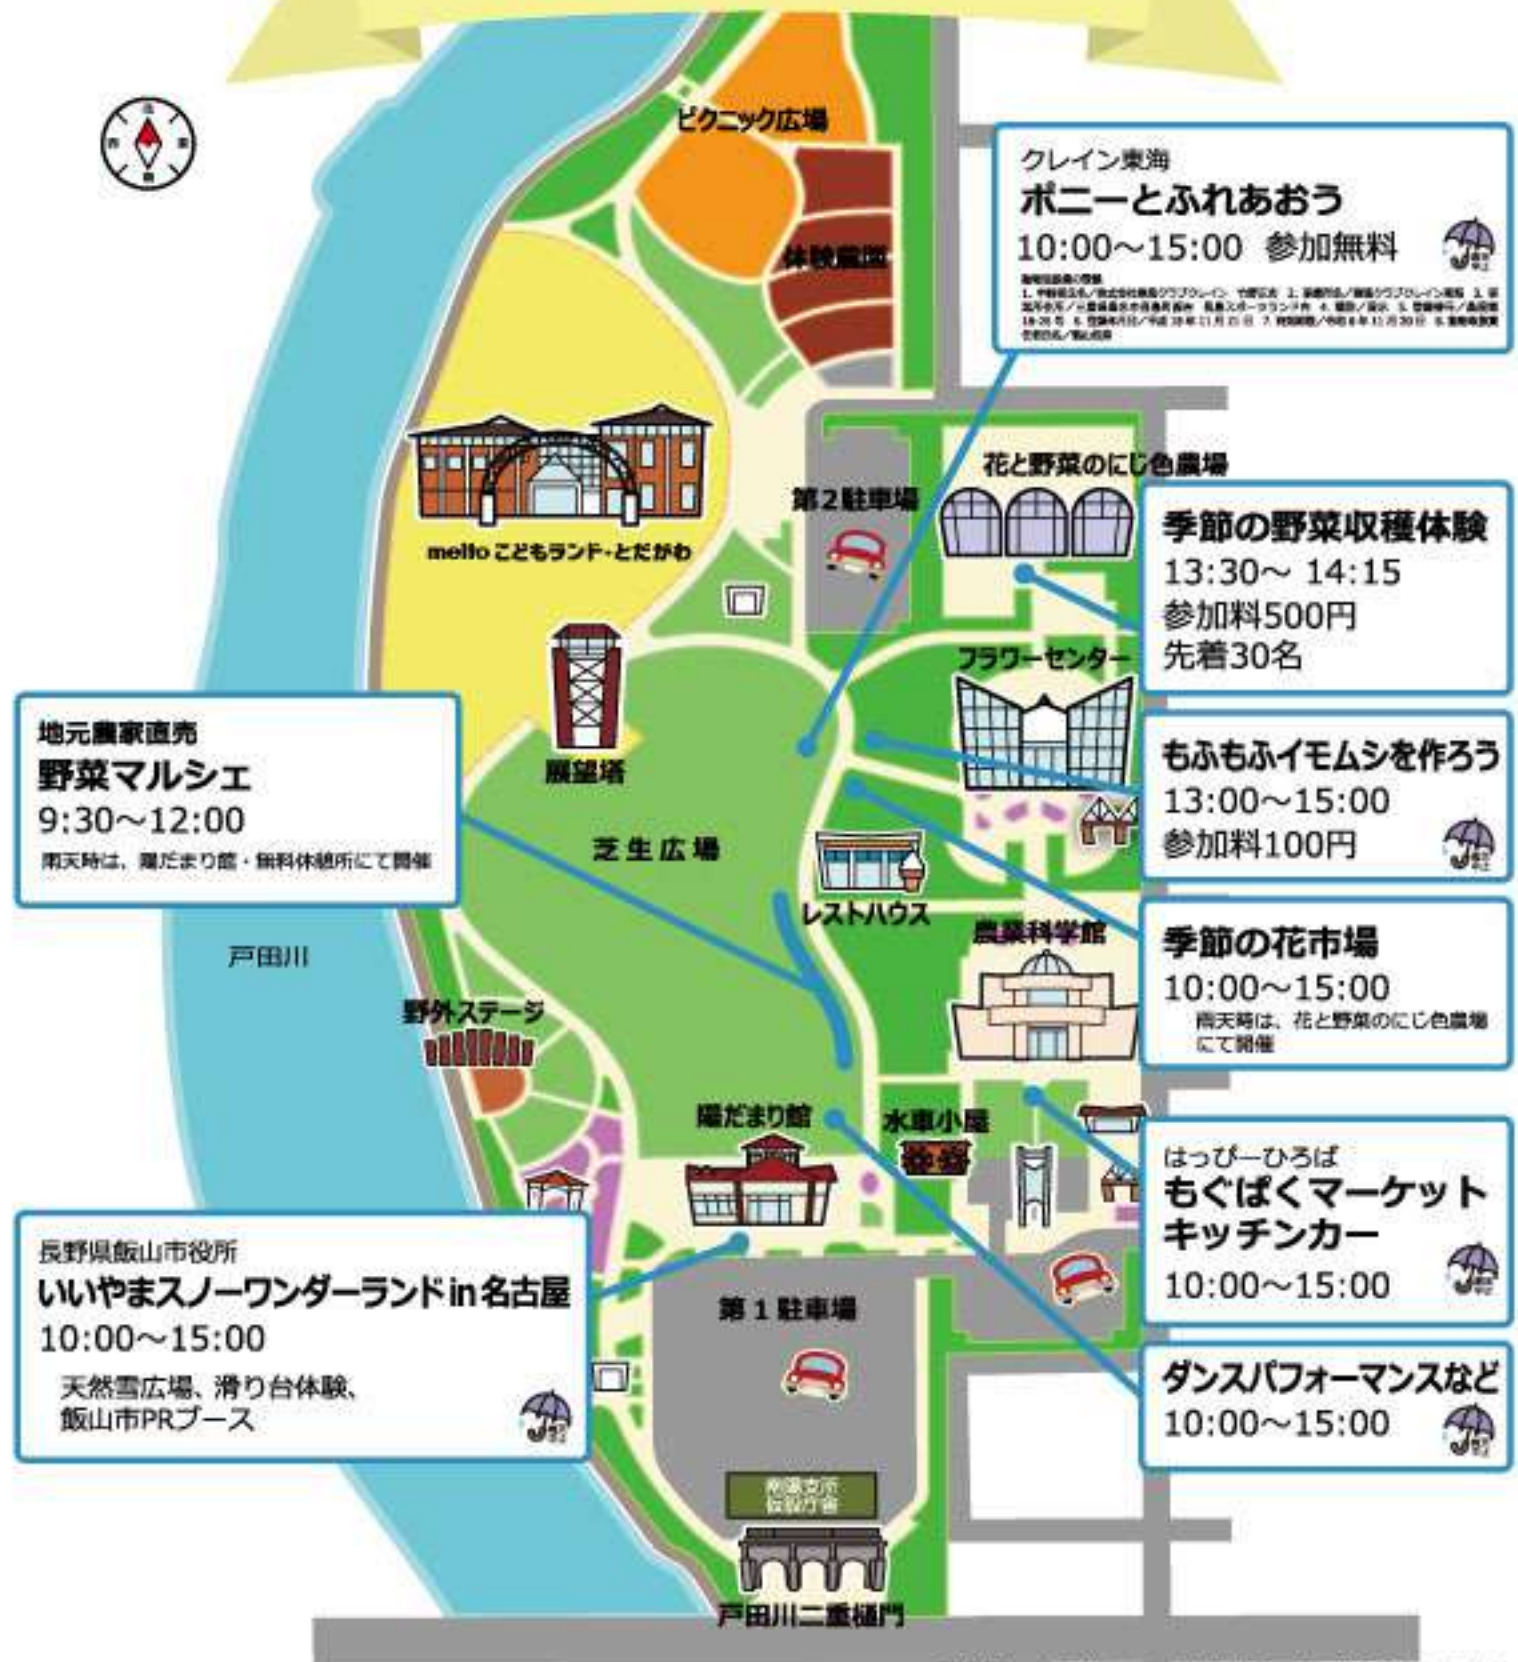 北
西
東
南
ピクニック広場
体験農園
クレイン東海
ポニーとふれあおう
10:00～15:00 参加無料
花と野菜のにじ色農場
第2駐車場
meito こどもランド・とだがわ
季節の野菜収穫体験
13:30～ 14:15
参加料500円
先着30名
フラワーセンター
展望塔
地元農家直売
野菜マルシェ
9:30～12:00
雨天時は、陽だまり館・無料休憩所にて開催
もふもふイモムシを作ろう
13:00～15:00
参加料100円
芝生広場
レストハウス
農業科学館
季節の花市場
10:00～15:00
雨天時は、花と野菜のにじ色農場
にて開催
戸田川
野外ステージ
陽だまり館
水車小屋
はっぴーひろば
もぐぱくマーケット
キッチンカー
10:00～15:00
長野県飯山市役所
いいやまスノーワンダーランドin名古屋
10:00～15:00
天然雪広場、滑り台体験、
飯山市PRブース
第1駐車場
ダンスパフォーマンスなど
10:00～15:00
南陽支所
仮設庁舎
戸田川二重樋門